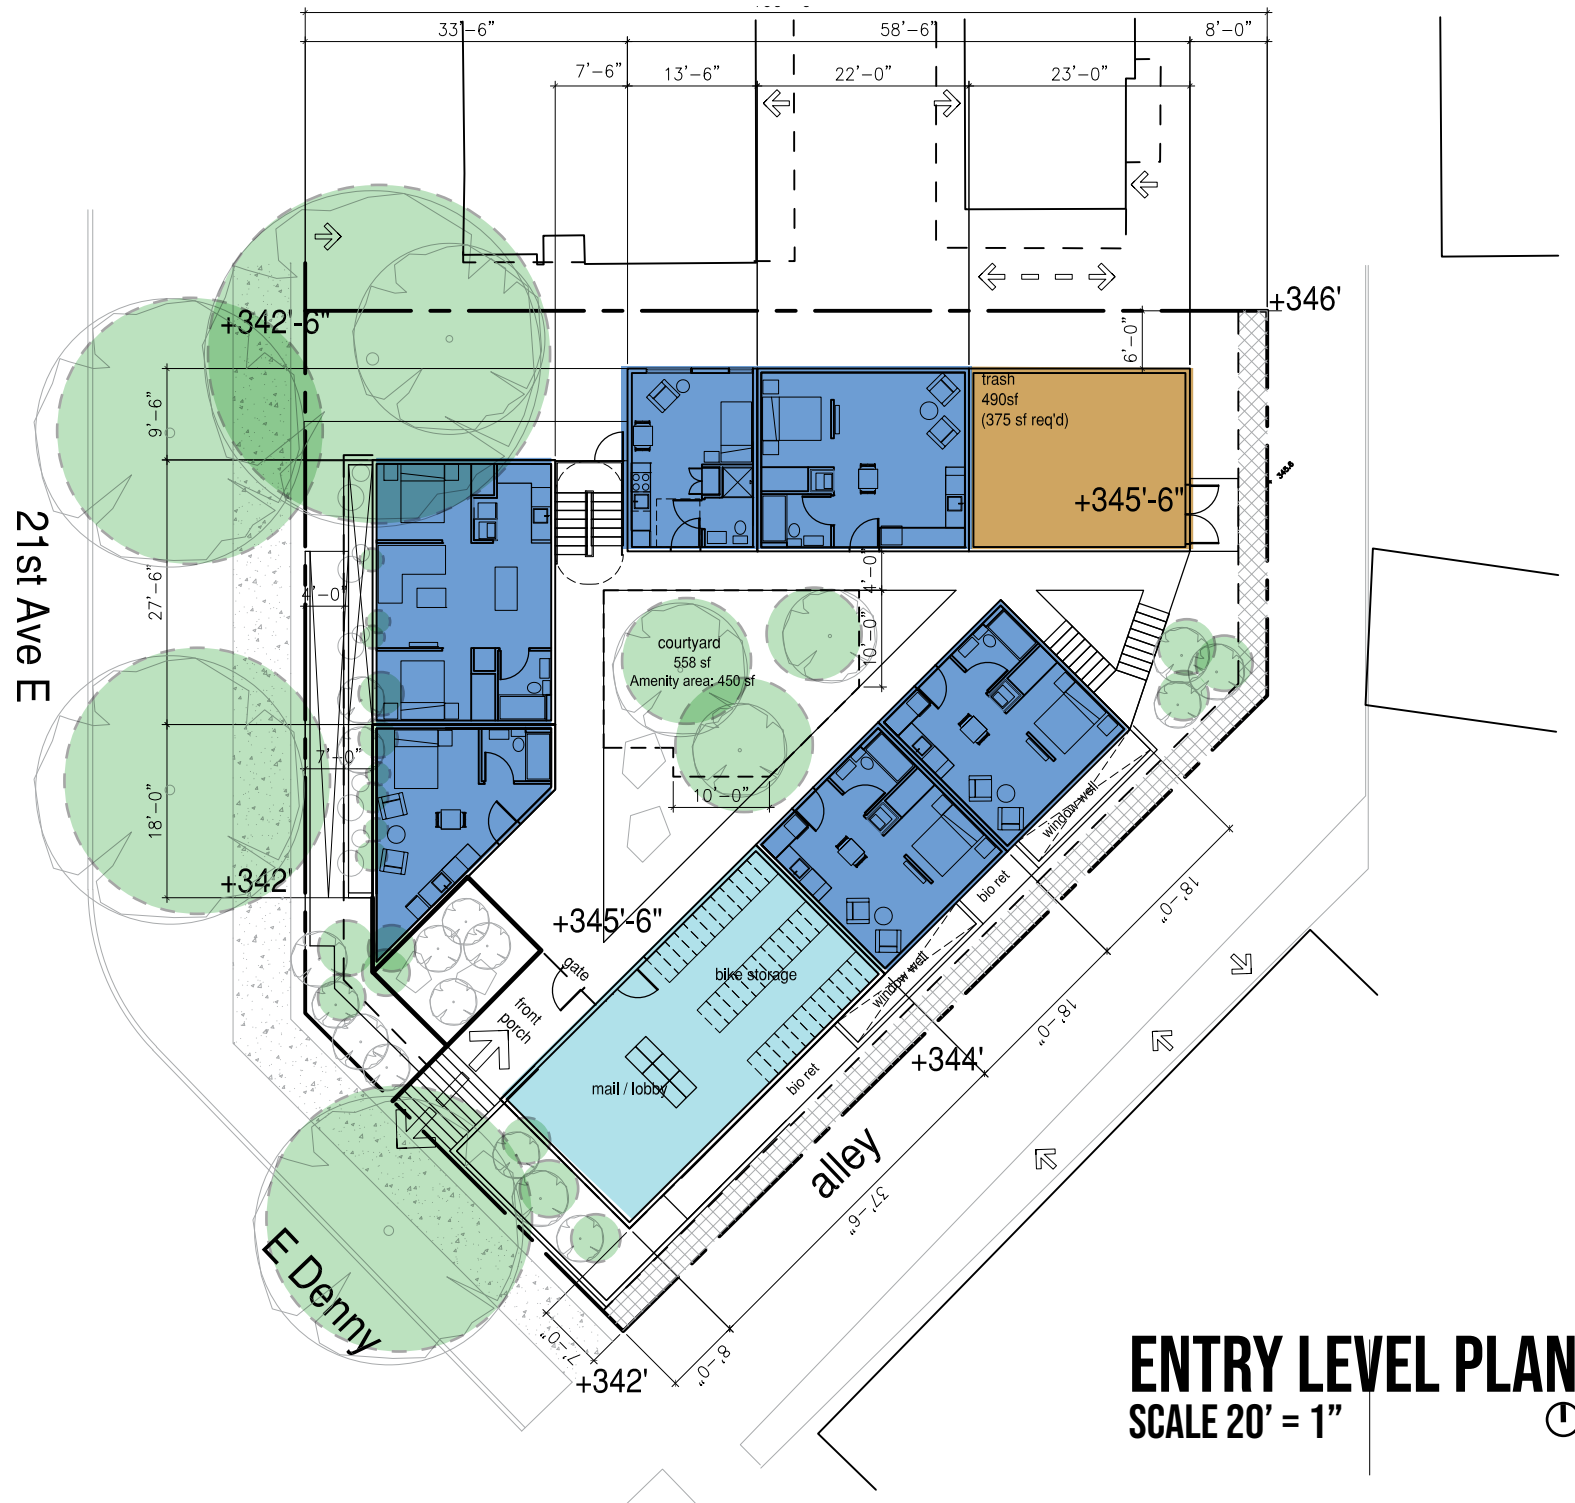 33'-6"
58'-6"
8'-0"
7'-6"
13'-6"
22'-0"
23'-0"
+346'
+342'-6"
6'-0"
9'-6"
trash
490sf
(375 sf req'd)
+345'-6"
345.6
21st Ave E
27'-6"
4'-0"
4'-0"
10'-0"
courtyard
558 sf
Amenity area: 450 sf
7'-0"
10'-0"
18'-0"
window well
+342'
bio ret
18'-0"
+345'-6"
gate
bike storage
window well
front
porch
18'-0"
+344'
mail / lobby
bio ret
alley
37'-6"
E Denny
7'-0"
8'-0"
+342'
ENTRY LEVEL PLAN
SCALE 20' = 1"